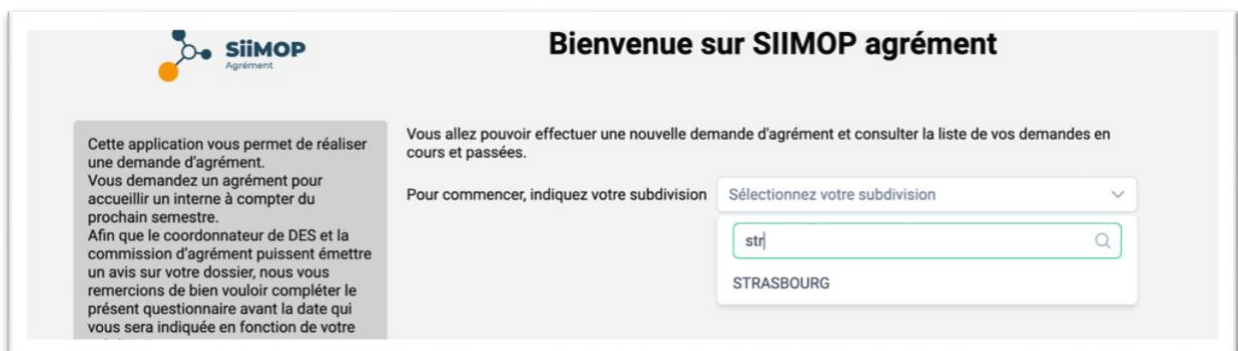 SiiMOP
Agrément
Bienvenue sur SIIMOP agrément
Cette application vous permet de réaliser
une demande d'agrément.
Vous demandez un agrément pour
accueillir un interne à compter du
prochain semestre.
Afin que le coordonnateur de DES et la
commission d'agrément puissent émettre
un avis sur votre dossier, nous vous
remercions de bien vouloir compléter le
présent questionnaire avant la date qui
vous sera indiquée en fonction de votre
Vous allez pouvoir effectuer une nouvelle demande d'agrément et consulter la liste de vos demandes en
cours et passées.
Pour commencer, indiquez votre subdivision
Sélectionnez votre subdivision
str
STRASBOURG